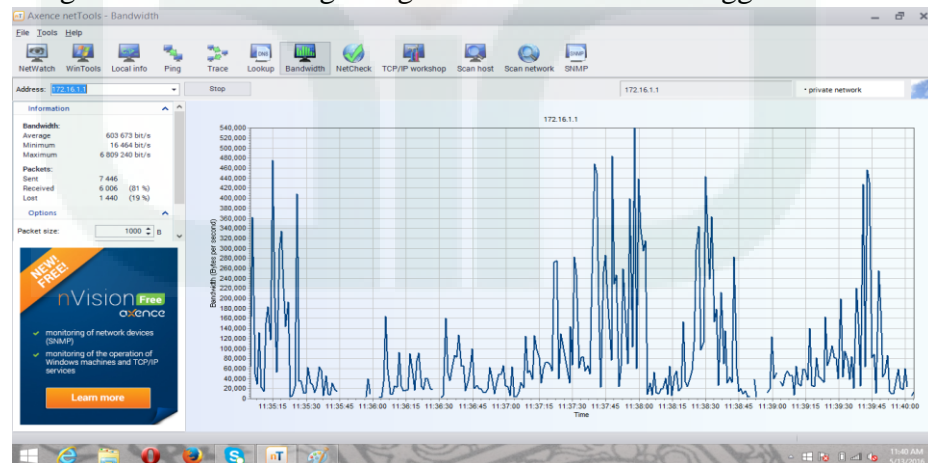 Axence netTools - Bandwidth
File Tools Help
NetWatch WinTools Local info Ping Trace Lookup Bandwidth NetCheck TCP/IP workshop Scan host Scan network SNMP
Address: 172.16.1.1 Stop 172.16.1.1 private network
Information
Bandwidth:
Average 603 673 bit/s
Minimum 16 464 bit/s
Maximum 6 809 240 bit/s
Packets:
Sent 7 446
Received 6 006 (81 %)
Lost 1 440 (19 %)
Options
Packet size: 1000 B
NEW!
FREE!
nVision Free
axence
monitoring of network devices
(SNMP)
monitoring of the operation of
Windows machines and TCP/IP
services
Learn more
172.16.1.1
Bandwidth (Bytes per second)
540,000
520,000
500,000
480,000
460,000
440,000
420,000
400,000
380,000
360,000
340,000
320,000
300,000
280,000
260,000
240,000
220,000
200,000
180,000
160,000
140,000
120,000
100,000
80,000
60,000
40,000
20,000
0
11:35:15 11:35:30 11:35:45 11:36:00 11:36:15 11:36:30 11:36:45 11:37:00 11:37:15 11:37:30 11:37:45 11:38:00 11:38:15 11:38:30 11:38:45 11:39:00 11:39:15 11:39:30 11:39:45 11:40:00
Time
nT
11:40 AM
5/13/2016